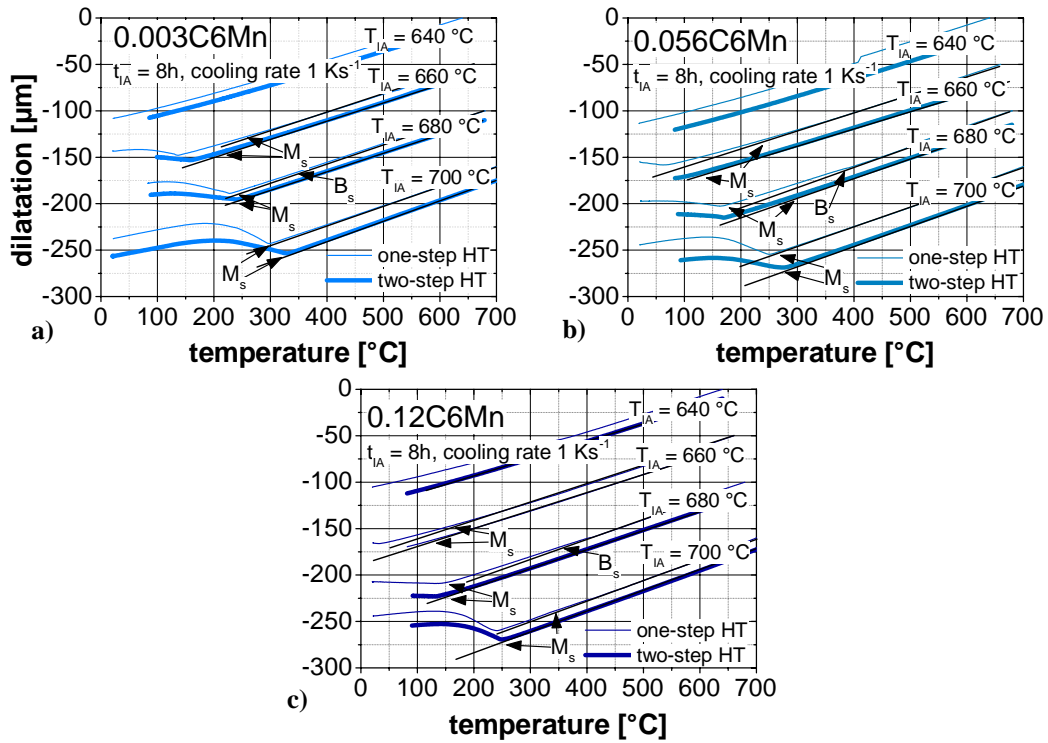 0.003C6Mn
t_IA = 8h, cooling rate 1 Ks⁻¹
T_IA = 640 °C
T_IA = 660 °C
T_IA = 680 °C
T_IA = 700 °C
M_s
B_s
M_s
M_s
one-step HT
two-step HT
0
-50
-100
-150
-200
-250
-300
dilatation [µm]
0 100 200 300 400 500 600 700
temperature [°C]
a)
0.056C6Mn
t_IA = 8h, cooling rate 1 Ks⁻¹
T_IA = 640 °C
T_IA = 660 °C
T_IA = 680 °C
T_IA = 700 °C
M_s
B_s
M_s
M_s
one-step HT
two-step HT
0
-50
-100
-150
-200
-250
-300
0 100 200 300 400 500 600 700
temperature [°C]
b)
0.12C6Mn
t_IA = 8h, cooling rate 1 Ks⁻¹
T_IA = 640 °C
T_IA = 660 °C
T_IA = 680 °C
T_IA = 700 °C
M_s
B_s
M_s
M_s
one-step HT
two-step HT
0
-50
-100
-150
-200
-250
-300
0 100 200 300 400 500 600 700
temperature [°C]
c)